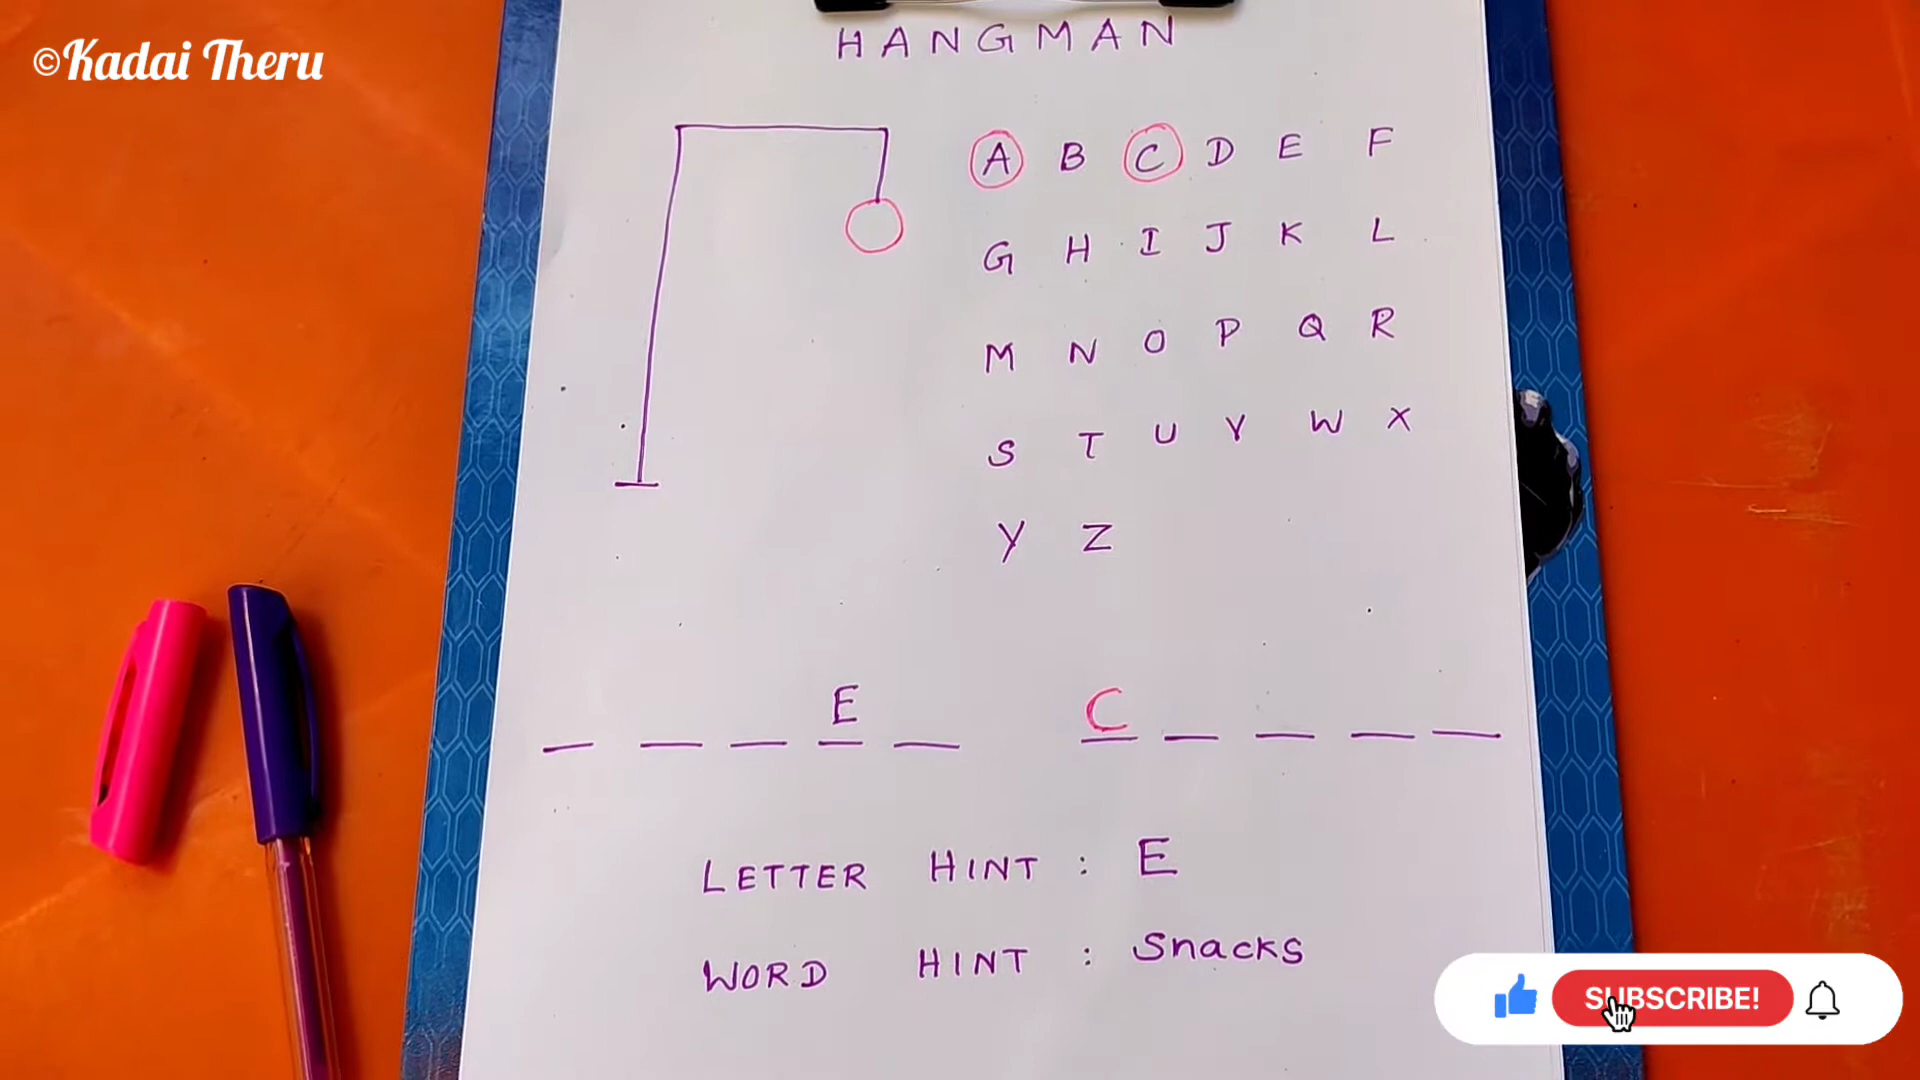 ©Kadai Theru
HANGMAN
A B C D E F
G H I J K L
M N O P Q R
S T U V W X
Y Z
_ _ _ E _ C _ _ _ _
LETTER HINT : E
WORD HINT : Snacks
SUBSCRIBE!